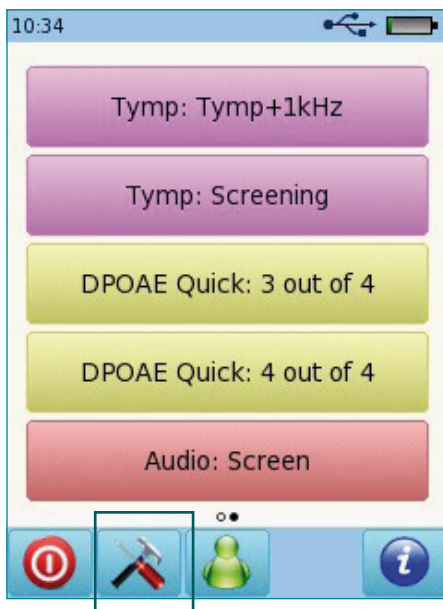 10:34
Tymp: Tymp+1kHz
Tymp: Screening
DPOAE Quick: 3 out of 4
DPOAE Quick: 4 out of 4
Audio: Screen
i